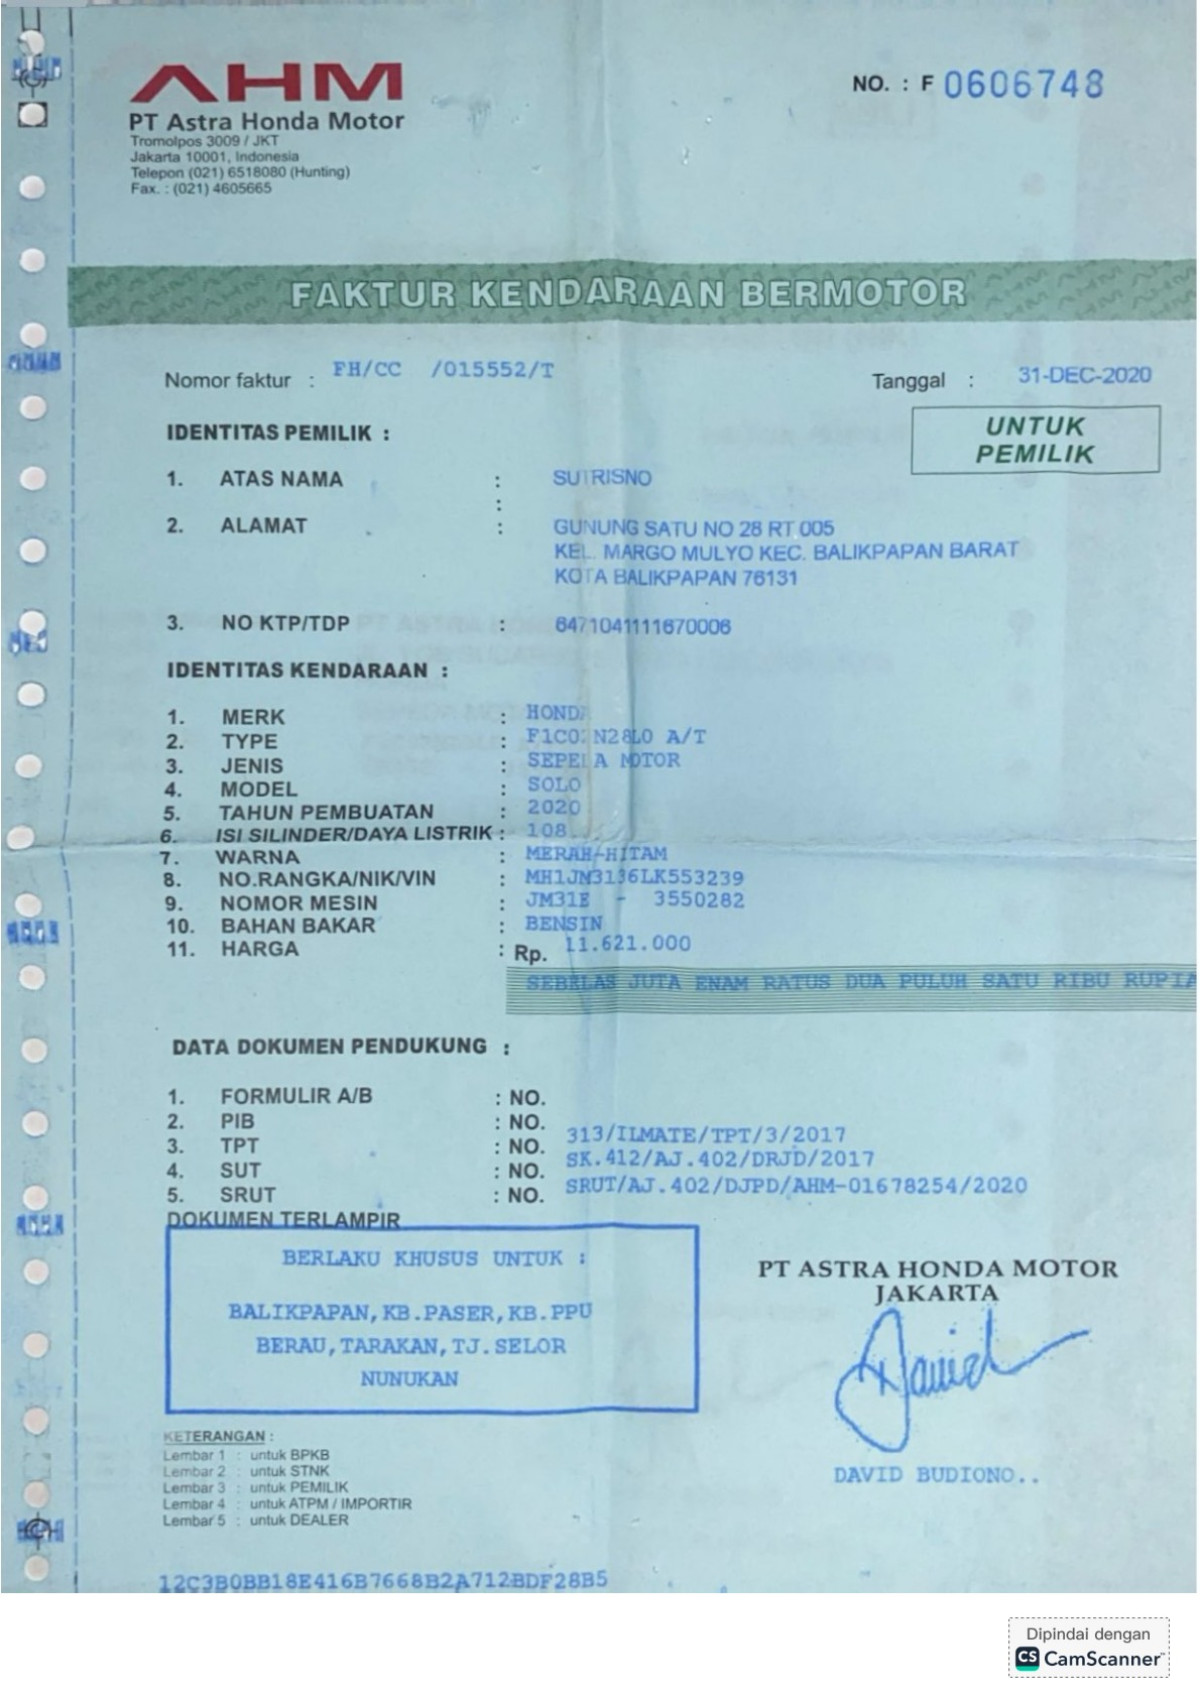 AHM
PT Astra Honda Motor
Tromolpos 3009 / JKT
Jakarta 10001, Indonesia
Telepon (021) 6518080 (Hunting)
Fax. : (021) 4605665
NO. : F 0606748
FAKTUR KENDARAAN BERMOTOR
Nomor faktur : FH/CC /015552/T
Tanggal : 31-DEC-2020
UNTUK
PEMILIK
IDENTITAS PEMILIK :
1. ATAS NAMA : SUTRISNO
:
2. ALAMAT : GUNUNG SATU NO 28 RT 005
KEL. MARGO MULYO KEC. BALIKPAPAN BARAT
KOTA BALIKPAPAN 76131
3. NO KTP/TDP : 6471041111670006
IDENTITAS KENDARAAN :
1. MERK : HONDA
2. TYPE : A/T
3. JENIS : SEPEDA MOTOR
4. MODEL : SOLO
5. TAHUN PEMBUATAN : 2020
6. ISI SILINDER/DAYA LISTRIK : 108
7. WARNA : MERAH-HITAM
8. NO.RANGKA/NIK/VIN : MH1JM3136LK553239
9. NOMOR MESIN : JM31E - 3550282
10. BAHAN BAKAR : BENSIN
11. HARGA : Rp. 11.621.000
SEBELAS JUTA ENAM RATUS DUA PULUH SATU RIBU RUPIA
DATA DOKUMEN PENDUKUNG :
1. FORMULIR A/B : NO.
2. PIB : NO.
3. TPT : NO. 313/ILMATE/TPT/3/2017
4. SUT : NO. SK.412/AJ.402/DRJD/2017
5. SRUT : NO. SRUT/AJ.402/DJPD/AHM-01678254/2020
DOKUMEN TERLAMPIR
BERLAKU KHUSUS UNTUK :
BALIKPAPAN,KB.PASER,KB.PPU
BERAU,TARAKAN,TJ.SELOR
NUNUKAN
PT ASTRA HONDA MOTOR
JAKARTA
David
DAVID BUDIONO..
KETERANGAN :
Lembar 1 : untuk BPKB
Lembar 2 : untuk STNK
Lembar 3 : untuk PEMILIK
Lembar 4 : untuk ATPM / IMPORTIR
Lembar 5 : untuk DEALER
12C3B0BB18E416B7668B2A712BDF28B5
Dipindai dengan
CS CamScanner